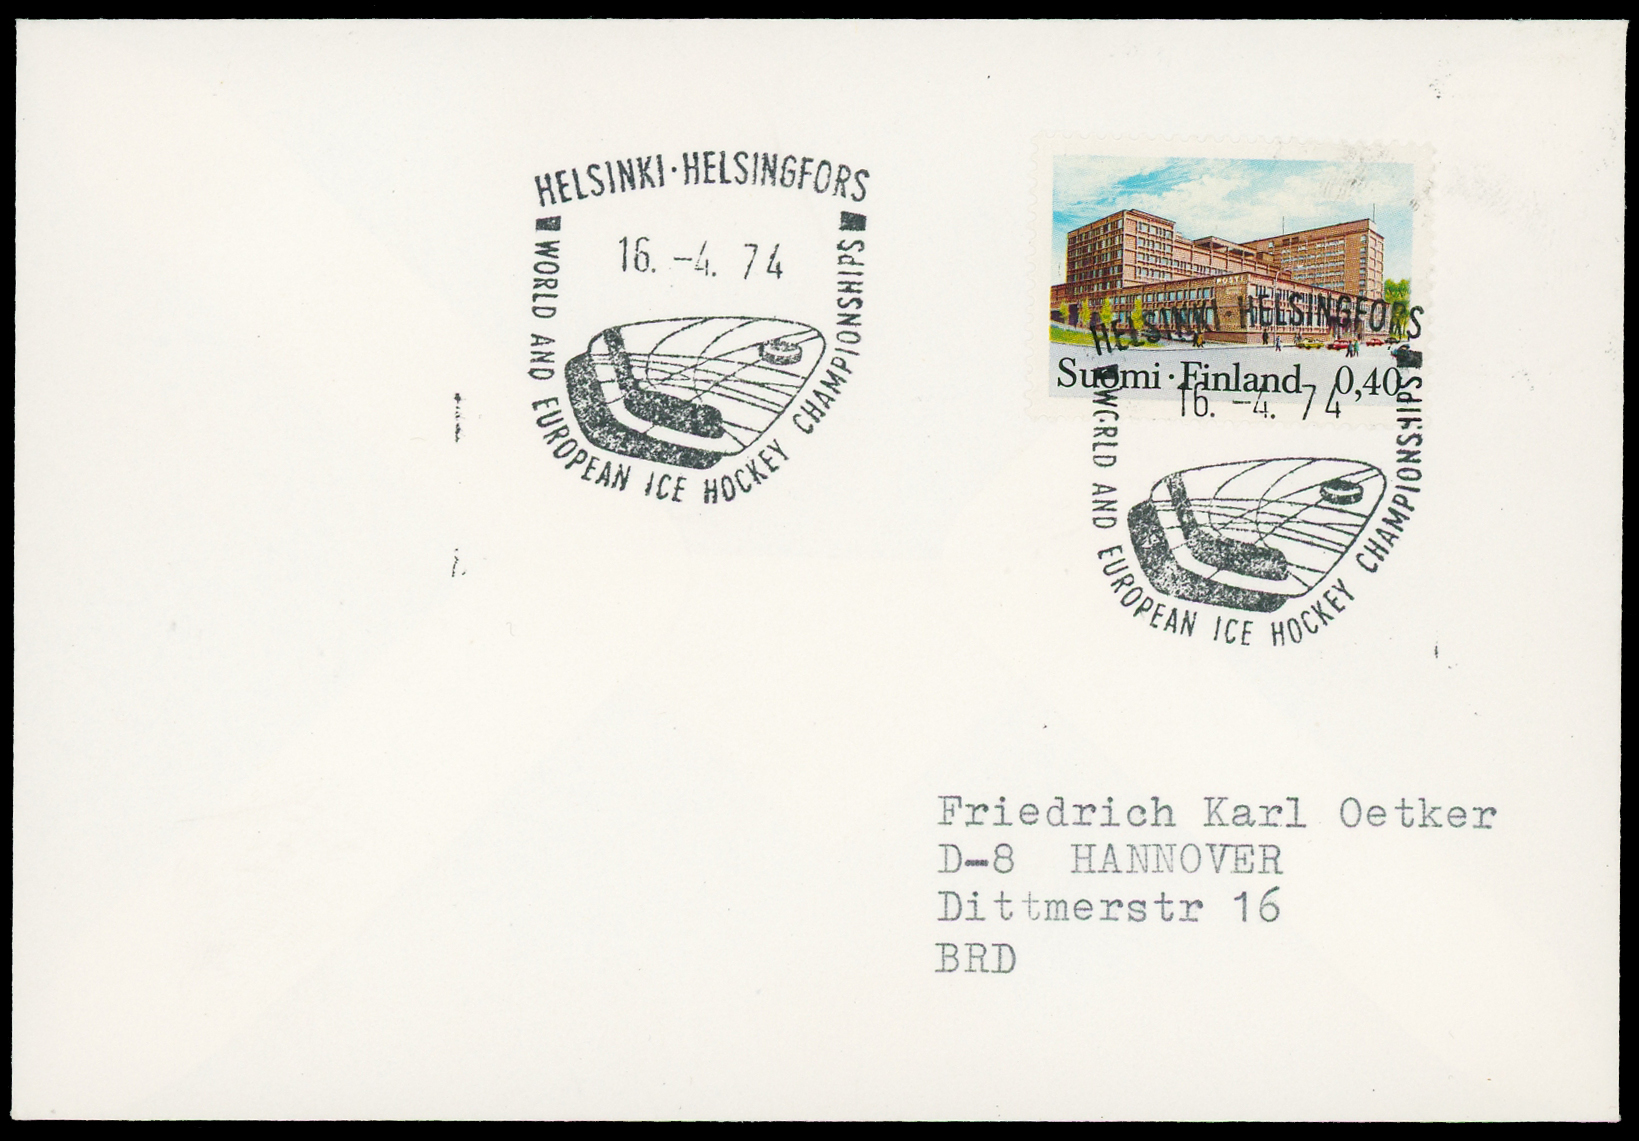 HELSINKI·HELSINGFORS
16. -4. 74
WORLD AND EUROPEAN ICE HOCKEY CHAMPIONSHIPS
POSTI
Suomi·Finland 0,40
HELSINKI HELSINGFORS
16. -4. 74
WORLD AND EUROPEAN ICE HOCKEY CHAMPIONSHIPS
Friedrich Karl Oetker
D-8 HANNOVER
Dittmerstr 16
BRD